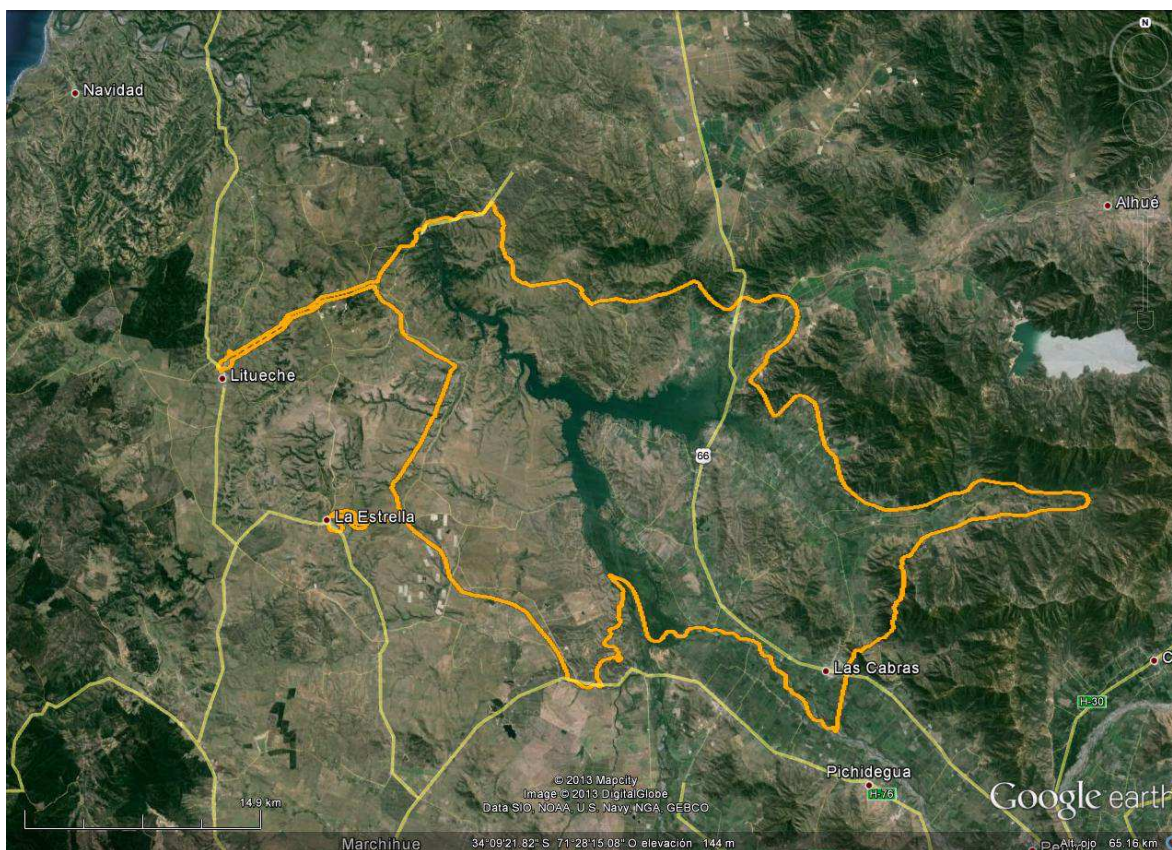 N
Navidad
Alhué
Litueche
66
La Estrella
Las Cabras
C
H-30
Pichidegua
H-76
© 2013 Mapcity
Image © 2013 DigitalGlobe
Data SIO, NOAA, U.S. Navy, NGA, GEBCO
Google earth
14.9 km
Marchihue
34°09'21.82" S 71°28'15.08" O elevación 144 m
Alt. ojo 65.16 km